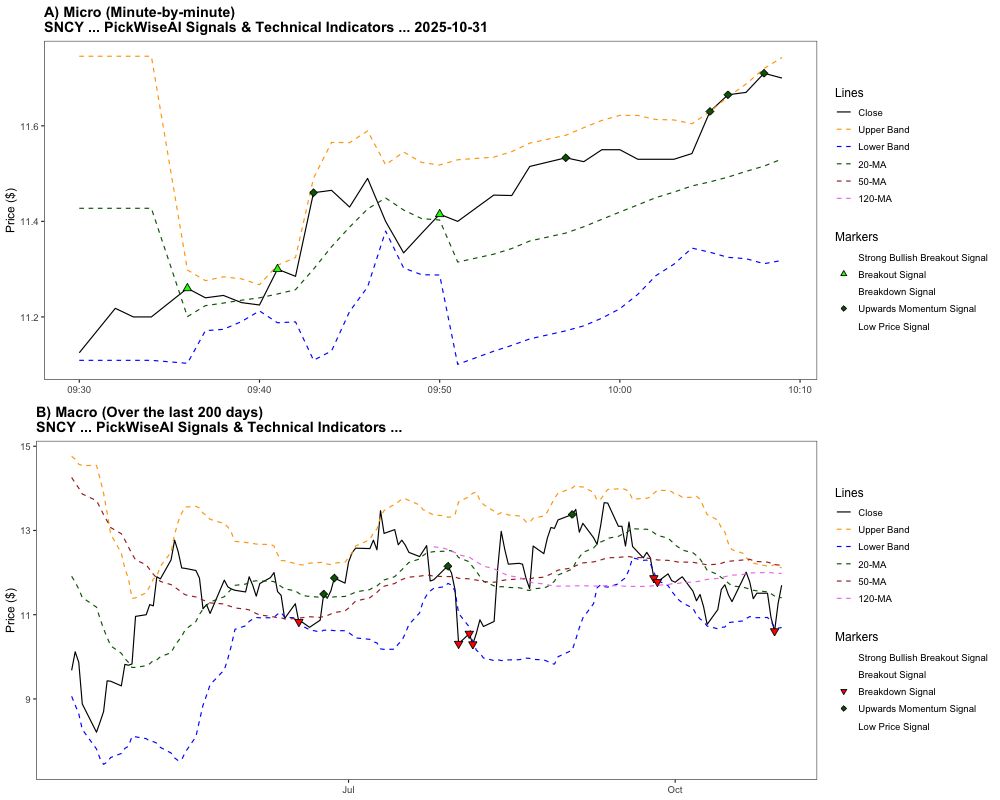 A) Micro (Minute-by-minute)
SNCY ... PickWiseAI Signals & Technical Indicators ... 2025-10-31
Price ($)
11.6
11.4
11.2
09:30
09:40
09:50
10:00
10:10
Lines
Close
Upper Band
Lower Band
20-MA
50-MA
120-MA
Markers
Strong Bullish Breakout Signal
Breakout Signal
Breakdown Signal
Upwards Momentum Signal
Low Price Signal
B) Macro (Over the last 200 days)
SNCY ... PickWiseAI Signals & Technical Indicators ...
Price ($)
15
13
11
9
Jul
Oct
Lines
Close
Upper Band
Lower Band
20-MA
50-MA
120-MA
Markers
Strong Bullish Breakout Signal
Breakout Signal
Breakdown Signal
Upwards Momentum Signal
Low Price Signal